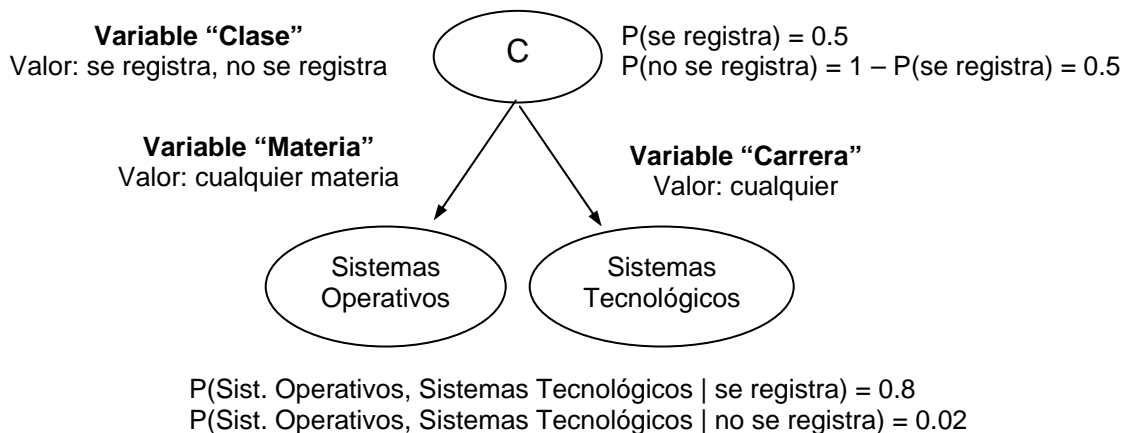 Variable “Clase”
Valor: se registra, no se registra
C
P(se registra) = 0.5
P(no se registra) = 1 – P(se registra) = 0.5
Variable “Materia”
Valor: cualquier materia
Variable “Carrera”
Valor: cualquier
Sistemas
Operativos
Sistemas
Tecnológicos
P(Sist. Operativos, Sistemas Tecnológicos | se registra) = 0.8
P(Sist. Operativos, Sistemas Tecnológicos | no se registra) = 0.02